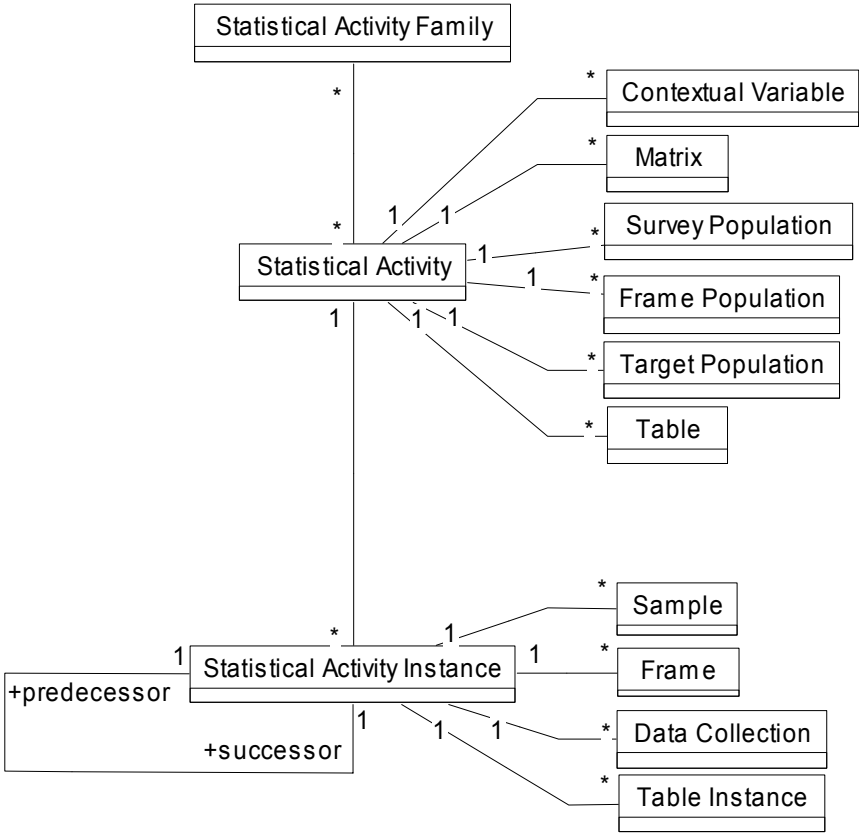 Statistical Activity Family
*
*
Contextual Variable
*
Matrix
1
1
*
*
Survey Population
1
Statistical Activity
1
*
Frame Population
1
1
1
*
Target Population
*
Table
*
Sample
*
1
1
Statistical Activity Instance
1
*
Frame
+predecessor
1
1
1
*
Data Collection
+successor
*
Table Instance